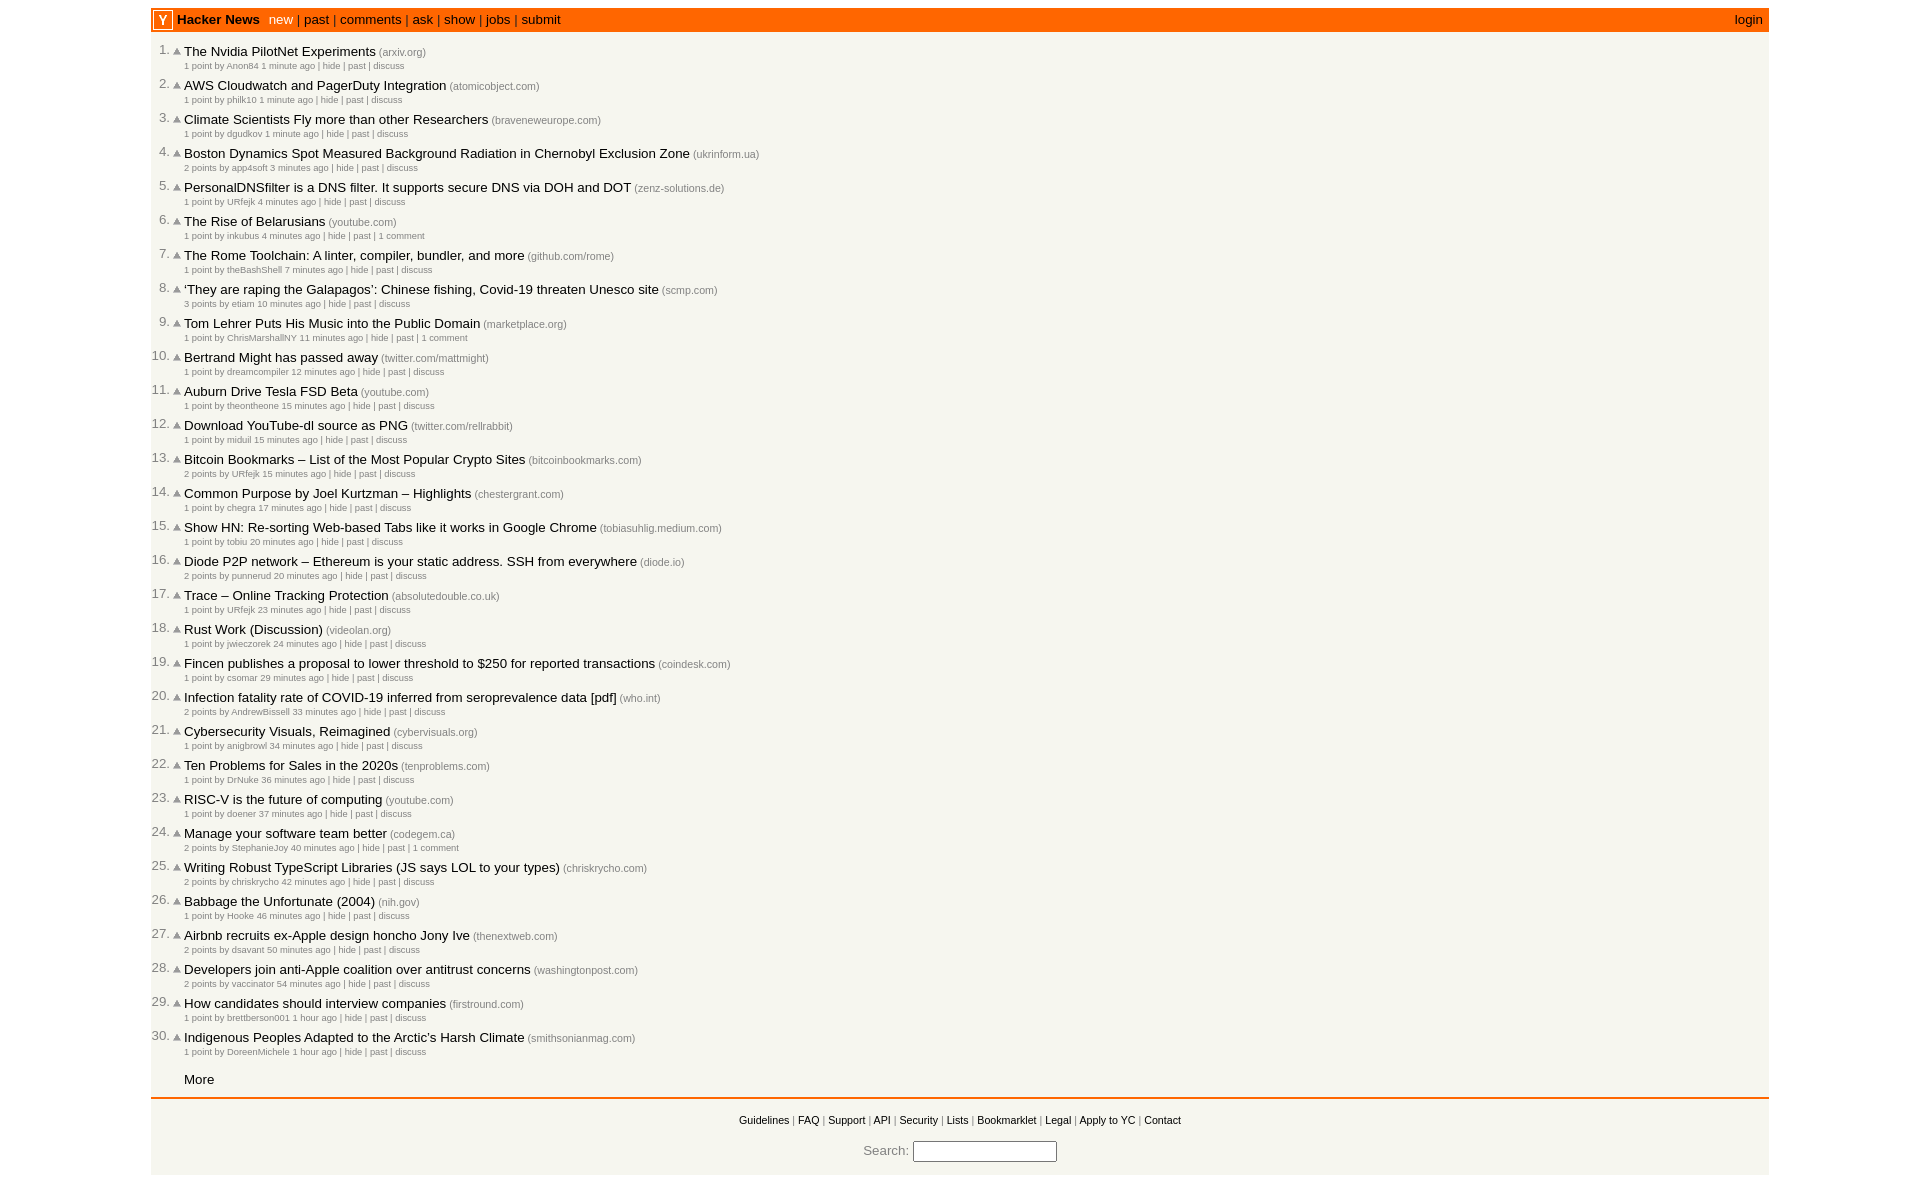 Y Hacker News new | past | comments | ask | show | jobs | submit login
1. The Nvidia PilotNet Experiments (arxiv.org)
1 point by Anon84 1 minute ago | hide | past | discuss
2. AWS Cloudwatch and PagerDuty Integration (atomicobject.com)
1 point by philk10 1 minute ago | hide | past | discuss
3. Climate Scientists Fly more than other Researchers (braveneweurope.com)
1 point by dgudkov 1 minute ago | hide | past | discuss
4. Boston Dynamics Spot Measured Background Radiation in Chernobyl Exclusion Zone (ukrinform.ua)
2 points by app4soft 3 minutes ago | hide | past | discuss
5. PersonalDNSfilter is a DNS filter. It supports secure DNS via DOH and DOT (zenz-solutions.de)
1 point by URfejk 4 minutes ago | hide | past | discuss
6. The Rise of Belarusians (youtube.com)
1 point by inkubus 4 minutes ago | hide | past | 1 comment
7. The Rome Toolchain: A linter, compiler, bundler, and more (github.com/rome)
1 point by theBashShell 7 minutes ago | hide | past | discuss
8. ‘They are raping the Galapagos’: Chinese fishing, Covid-19 threaten Unesco site (scmp.com)
3 points by etiam 10 minutes ago | hide | past | discuss
9. Tom Lehrer Puts His Music into the Public Domain (marketplace.org)
1 point by ChrisMarshallNY 11 minutes ago | hide | past | 1 comment
10. Bertrand Might has passed away (twitter.com/mattmight)
1 point by dreamcompiler 12 minutes ago | hide | past | discuss
11. Auburn Drive Tesla FSD Beta (youtube.com)
1 point by theontheone 15 minutes ago | hide | past | discuss
12. Download YouTube-dl source as PNG (twitter.com/rellrabbit)
1 point by miduil 15 minutes ago | hide | past | discuss
13. Bitcoin Bookmarks – List of the Most Popular Crypto Sites (bitcoinbookmarks.com)
2 points by URfejk 15 minutes ago | hide | past | discuss
14. Common Purpose by Joel Kurtzman – Highlights (chestergrant.com)
1 point by chegra 17 minutes ago | hide | past | discuss
15. Show HN: Re-sorting Web-based Tabs like it works in Google Chrome (tobiasuhlig.medium.com)
1 point by tobiu 20 minutes ago | hide | past | discuss
16. Diode P2P network – Ethereum is your static address. SSH from everywhere (diode.io)
2 points by punnerud 20 minutes ago | hide | past | discuss
17. Trace – Online Tracking Protection (absolutedouble.co.uk)
1 point by URfejk 23 minutes ago | hide | past | discuss
18. Rust Work (Discussion) (videolan.org)
1 point by jwieczorek 24 minutes ago | hide | past | discuss
19. Fincen publishes a proposal to lower threshold to $250 for reported transactions (coindesk.com)
1 point by csomar 29 minutes ago | hide | past | discuss
20. Infection fatality rate of COVID-19 inferred from seroprevalence data [pdf] (who.int)
2 points by AndrewBissell 33 minutes ago | hide | past | discuss
21. Cybersecurity Visuals, Reimagined (cybervisuals.org)
1 point by anigbrowl 34 minutes ago | hide | past | discuss
22. Ten Problems for Sales in the 2020s (tenproblems.com)
1 point by DrNuke 36 minutes ago | hide | past | discuss
23. RISC-V is the future of computing (youtube.com)
1 point by doener 37 minutes ago | hide | past | discuss
24. Manage your software team better (codegem.ca)
2 points by StephanieJoy 40 minutes ago | hide | past | 1 comment
25. Writing Robust TypeScript Libraries (JS says LOL to your types) (chriskrycho.com)
2 points by chriskrycho 42 minutes ago | hide | past | discuss
26. Babbage the Unfortunate (2004) (nih.gov)
1 point by Hooke 46 minutes ago | hide | past | discuss
27. Airbnb recruits ex-Apple design honcho Jony Ive (thenextweb.com)
2 points by dsavant 50 minutes ago | hide | past | discuss
28. Developers join anti-Apple coalition over antitrust concerns (washingtonpost.com)
2 points by vaccinator 54 minutes ago | hide | past | discuss
29. How candidates should interview companies (firstround.com)
1 point by brettberson001 1 hour ago | hide | past | discuss
30. Indigenous Peoples Adapted to the Arctic’s Harsh Climate (smithsonianmag.com)
1 point by DoreenMichele 1 hour ago | hide | past | discuss
More
Guidelines | FAQ | Support | API | Security | Lists | Bookmarklet | Legal | Apply to YC | Contact
Search: